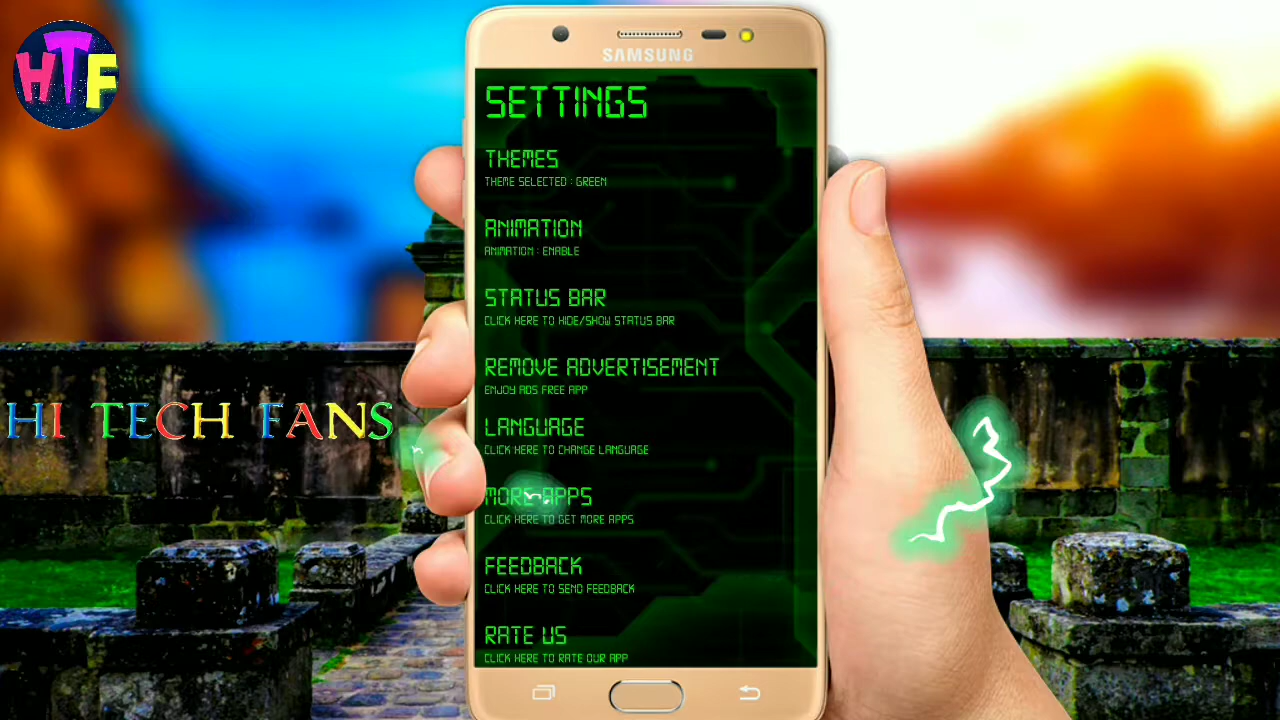 HTF
SAMSUNG
SETTINGS
THEMES
THEME SELECTED : GREEN
ANIMATION
ANIMATION : ENABLE
STATUS BAR
CLICK HERE TO HIDE/SHOW STATUS BAR
REMOVE ADVERTISEMENT
ENJOY ADS FREE APP
LANGUAGE
CLICK HERE TO CHANGE LANGUAGE
HI TECH FANS
MORE APPS
CLICK HERE TO GET MORE APPS
FEEDBACK
CLICK HERE TO SEND FEEDBACK
RATE US
CLICK HERE TO RATE OUR APP